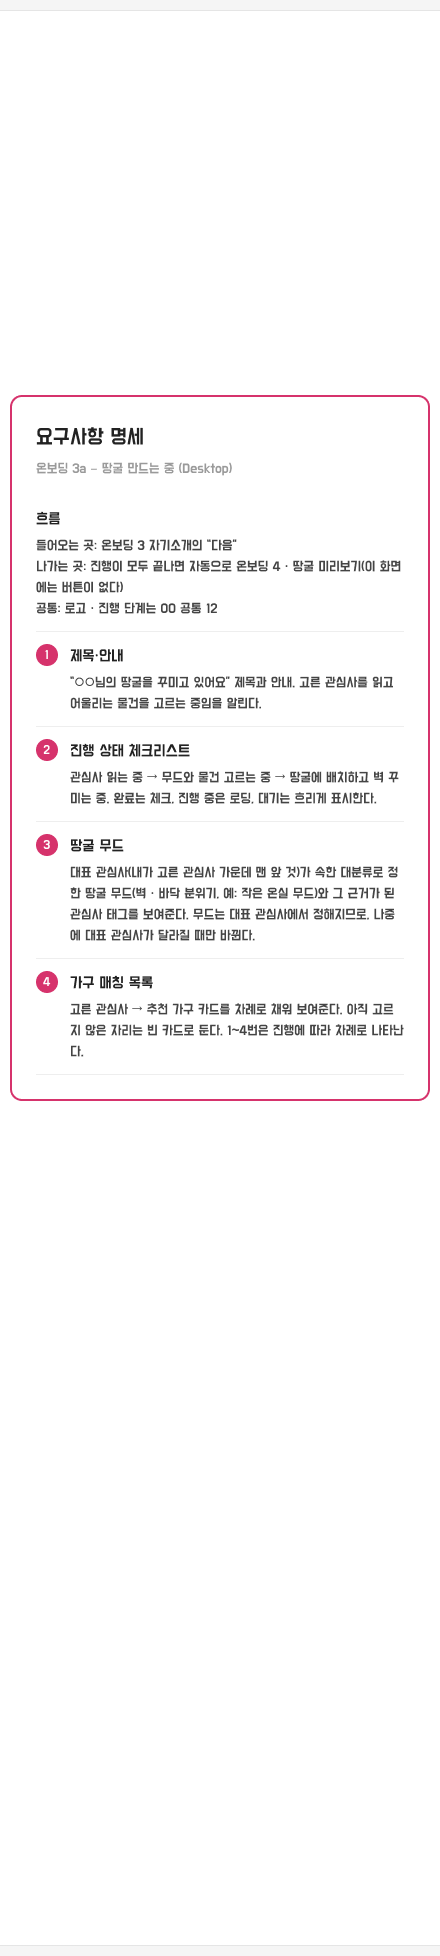 요구사항 명세
온보딩 3a – 땅굴 만드는 중 (Desktop)
흐름
들어오는 곳: 온보딩 3 자기소개의 "다음"
나가는 곳: 진행이 모두 끝나면 자동으로 온보딩 4 · 땅굴 미리보기(이 화면
에는 버튼이 없다)
공통: 로고 · 진행 단계는 00 공통 12
1 제목·안내
"○○님의 땅굴을 꾸미고 있어요" 제목과 안내. 고른 관심사를 읽고
어울리는 물건을 고르는 중임을 알린다.
2 진행 상태 체크리스트
관심사 읽는 중 → 무드와 물건 고르는 중 → 땅굴에 배치하고 벽 꾸
미는 중. 완료는 체크, 진행 중은 로딩, 대기는 흐리게 표시한다.
3 땅굴 무드
대표 관심사(내가 고른 관심사 가운데 맨 앞 것)가 속한 대분류로 정
한 땅굴 무드(벽 · 바닥 분위기, 예: 작은 온실 무드)와 그 근거가 된
관심사 태그를 보여준다. 무드는 대표 관심사에서 정해지므로, 나중
에 대표 관심사가 달라질 때만 바뀐다.
4 가구 매칭 목록
고른 관심사 → 추천 가구 카드를 차례로 채워 보여준다. 아직 고르
지 않은 자리는 빈 카드로 둔다. 1~4번은 진행에 따라 차례로 나타난
다.